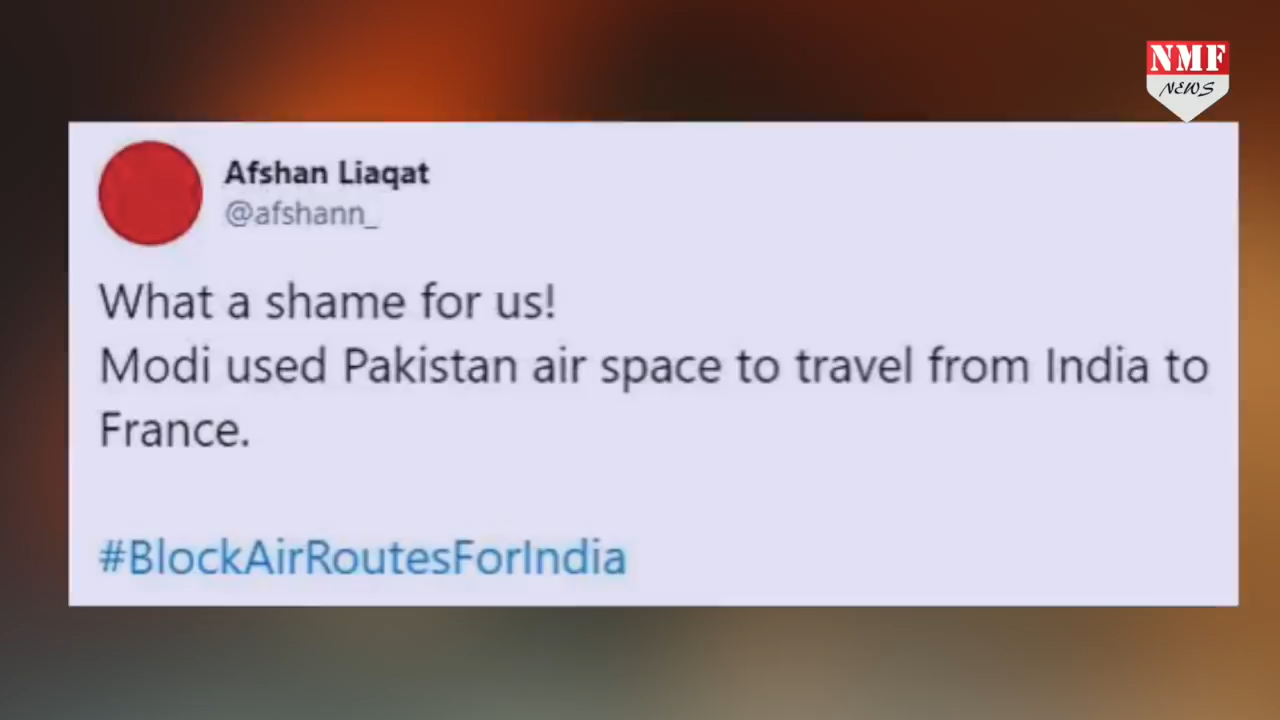 NMF
NEWS
Afshan Liaqat
@afshann_
What a shame for us!
Modi used Pakistan air space to travel from India to
France.
#BlockAirRoutesForIndia